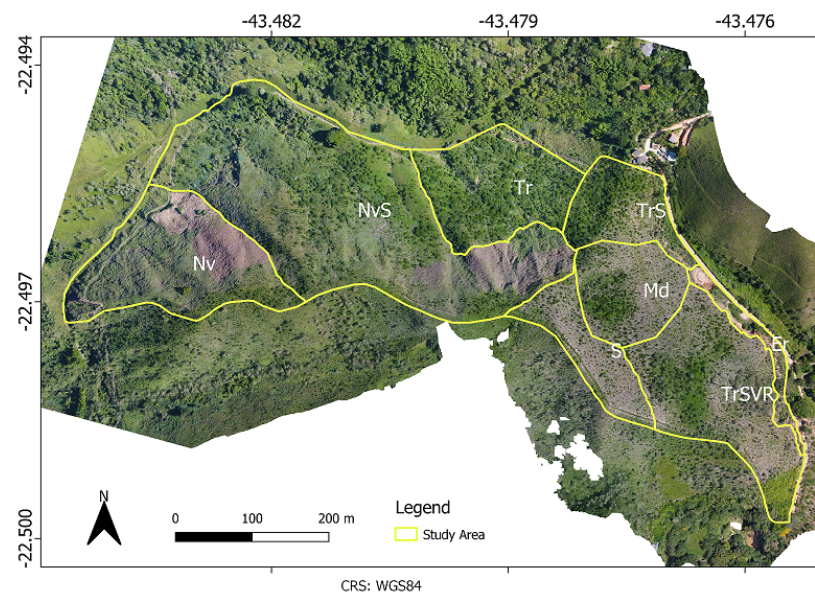 -43.482 -43.479 -43.476
-22.494
Tr
NvS
TrS
Nv
-22.497
Md
S
Er
TrSVR
N
Legend
0 100 200 m
Study Area
-22.500
CRS: WGS84